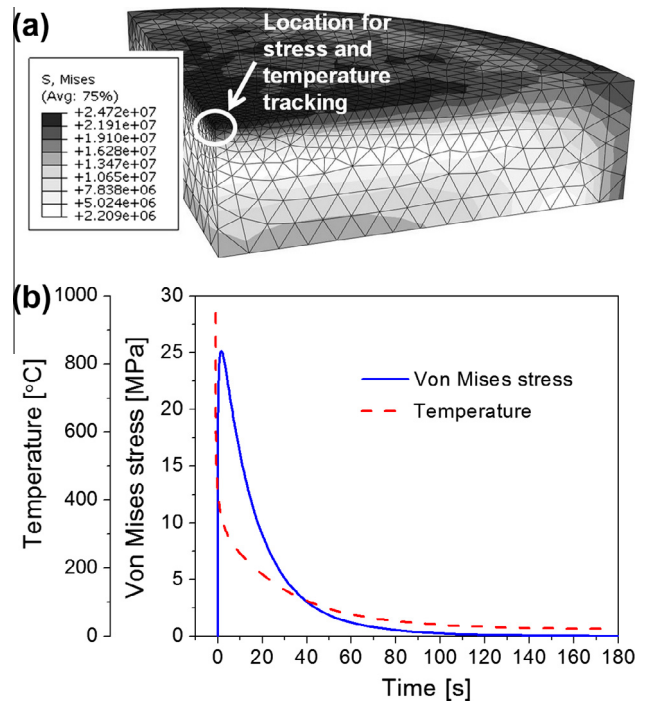 (a)
Location for
stress and
temperature
tracking
S, Mises
(Avg: 75%)
+2.472e+07
+2.191e+07
+1.910e+07
+1.628e+07
+1.347e+07
+1.065e+07
+7.838e+06
+5.024e+06
+2.209e+06
(b)
Temperature [°C]
1000
800
600
400
200
0
Von Mises stress [MPa]
30
25
20
15
10
5
0
Von Mises stress
Temperature
0 20 40 60 80 100 120 140 160 180
Time [s]